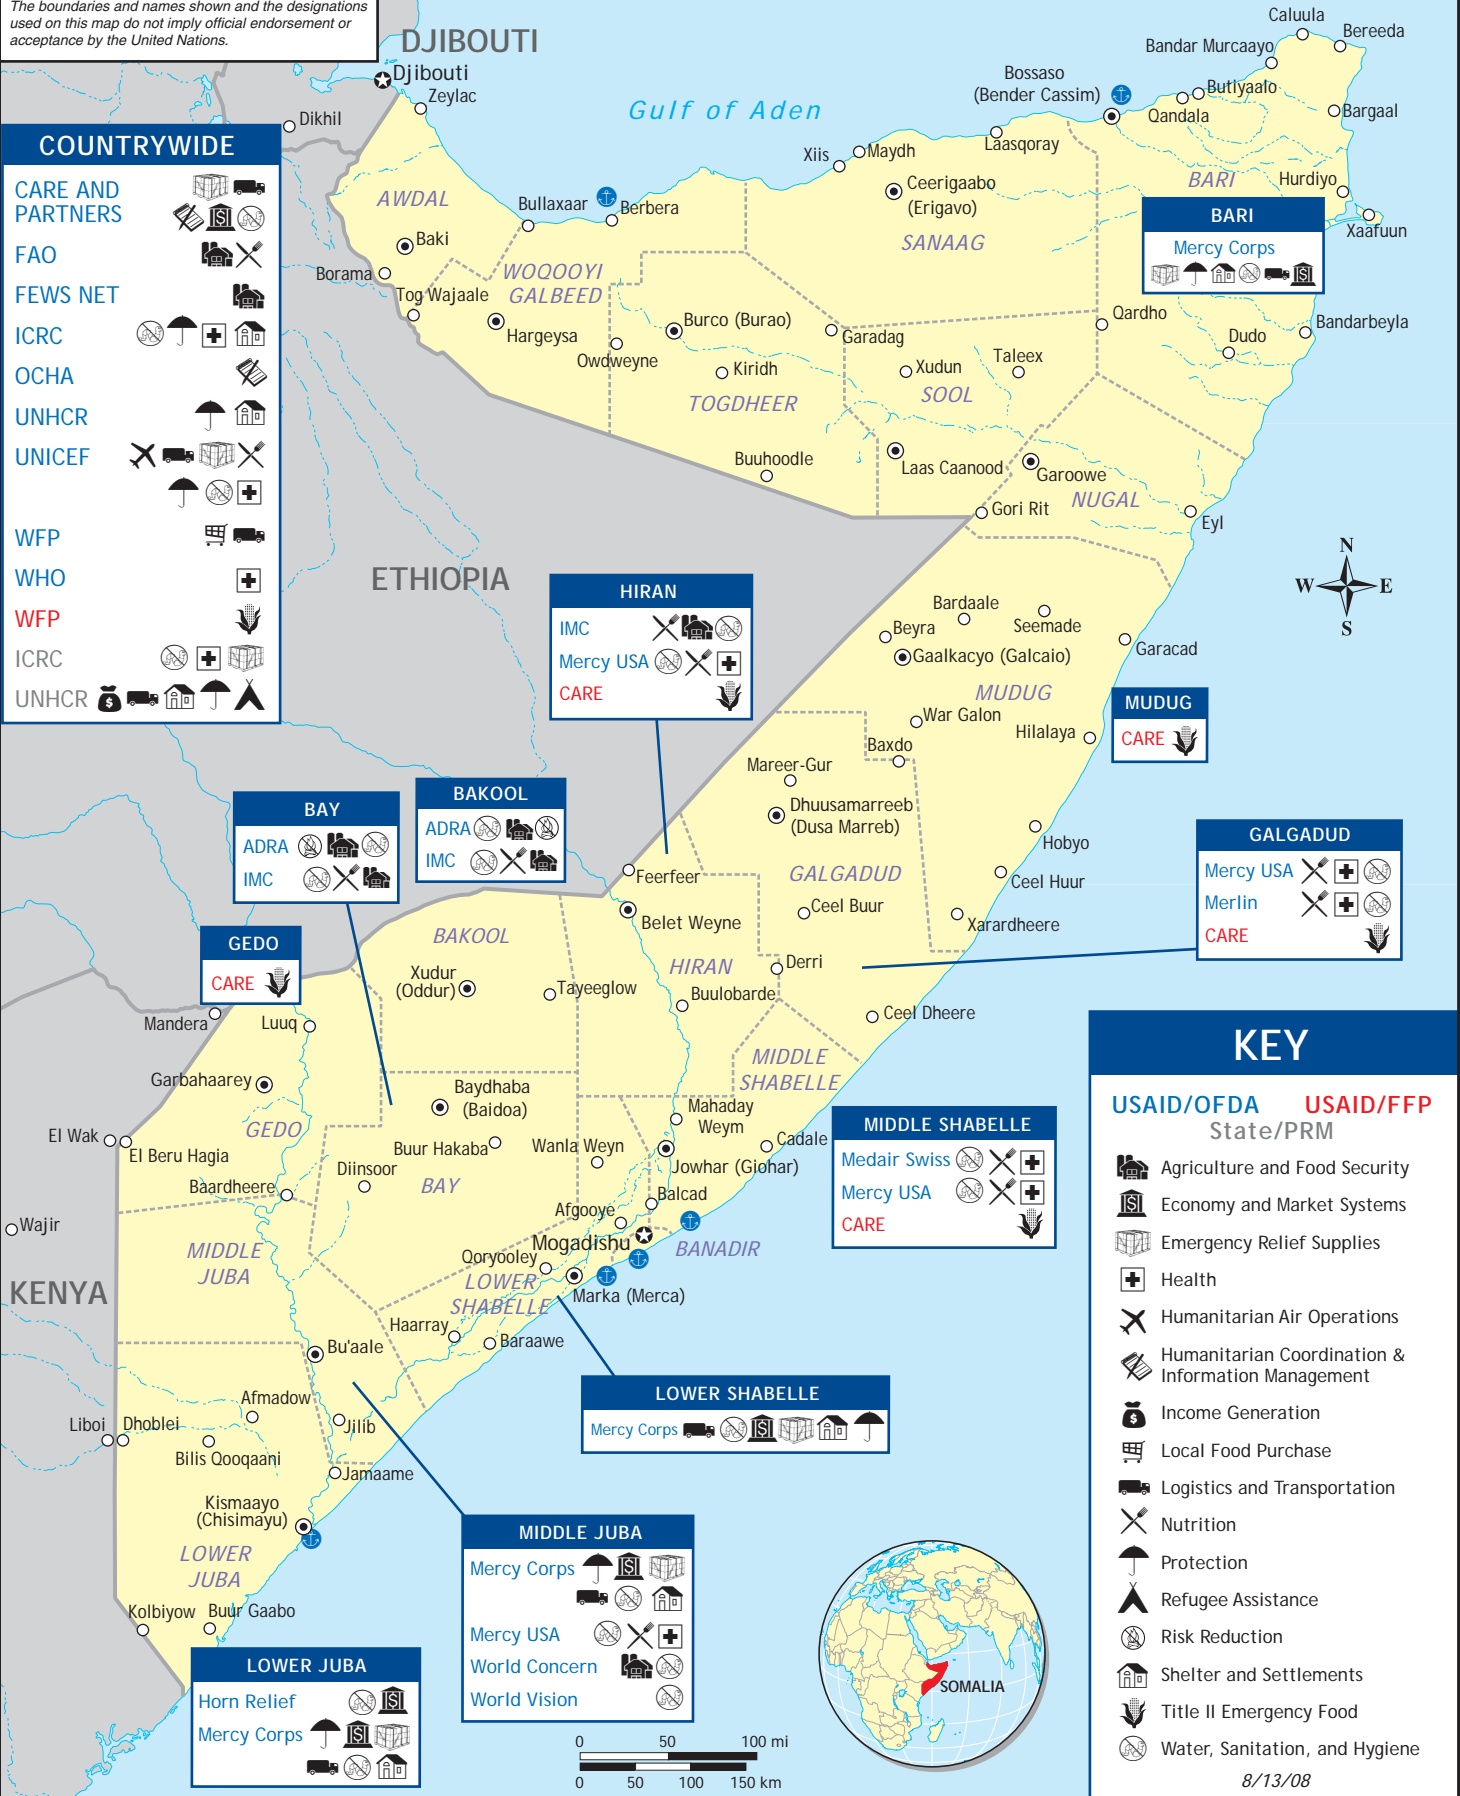 The boundaries and names shown and the designations
used on this map do not imply official endorsement or
acceptance by the United Nations.
DJIBOUTI
Djibouti
Zeylac
Dikhil
Gulf of Aden
Caluula
Bereeda
Bandar Murcaayo
Bossaso
(Bender Cassim)
Butiyaalo
Qandala
Bargaal
Laasqoray
Xiis
Maydh
Ceerigaabo
(Erigavo)
SANAAG
BARI
Hurdiyo
Xaafuun
BARI
Mercy Corps
COUNTRYWIDE
CARE AND
PARTNERS
FAO
FEWS NET
ICRC
OCHA
UNHCR
UNICEF
WFP
WHO
WFP
ICRC
UNHCR
AWDAL
Bullaxaar
Berbera
Baki
Borama
WOQOOYI
GALBEED
Tog Wajaale
Hargeysa
Owdweyne
Burco (Burao)
Kiridh
TOGDHEER
Garadag
Xudun
Taleex
SOOL
Qardho
Dudo
Bandarbeyla
Buuhoodle
Laas Caanood
Garoowe
NUGAL
Gori Rit
Eyl
N
W
E
S
ETHIOPIA
HIRAN
IMC
Mercy USA
CARE
Bardaale
Beyra
Seemade
Gaalkacyo (Galcaio)
Garacad
MUDUG
MUDUG
CARE
War Galon
Hilalaya
Baxdo
Mareer-Gur
Dhuusamarreeb
(Dusa Marreb)
Hobyo
GALGADUD
Ceel Huur
Ceel Buur
Xarardheere
GALGADUD
Mercy USA
Merlin
CARE
BAY
ADRA
IMC
BAKOOL
ADRA
IMC
GEDO
CARE
Feerfeer
Belet Weyne
BAKOOL
HIRAN
Derri
Xudur
(Oddur)
Tayeeglow
Buulobarde
Ceel Dheere
Mandera
Luuq
MIDDLE
SHABELLE
Garbahaarey
Baydhaba
(Baidoa)
Mahaday
Weym
GEDO
El Wak
El Beru Hagia
Buur Hakaba
Wanla Weyn
Cadale
Jowhar (Giohar)
Diinsoor
BAY
Baardheere
Balcad
Afgooye
Wajir
Mogadishu
BANADIR
MIDDLE
JUBA
Qoryooley
LOWER
SHABELLE
Marka (Merca)
KENYA
Haarray
Baraawe
Bu'aale
MIDDLE SHABELLE
Medair Swiss
Mercy USA
CARE
LOWER SHABELLE
Mercy Corps
Afmadow
Liboi
Dhoblei
Jilib
Bilis Qooqaani
Jamaame
Kismaayo
(Chisimayu)
LOWER
JUBA
Kolbiyow
Buur Gaabo
MIDDLE JUBA
Mercy Corps
Mercy USA
World Concern
World Vision
LOWER JUBA
Horn Relief
Mercy Corps
SOMALIA
0 50 100 mi
0 50 100 150 km
KEY
USAID/OFDA USAID/FFP
State/PRM
Agriculture and Food Security
Economy and Market Systems
Emergency Relief Supplies
Health
Humanitarian Air Operations
Humanitarian Coordination &
Information Management
Income Generation
Local Food Purchase
Logistics and Transportation
Nutrition
Protection
Refugee Assistance
Risk Reduction
Shelter and Settlements
Title II Emergency Food
Water, Sanitation, and Hygiene
8/13/08